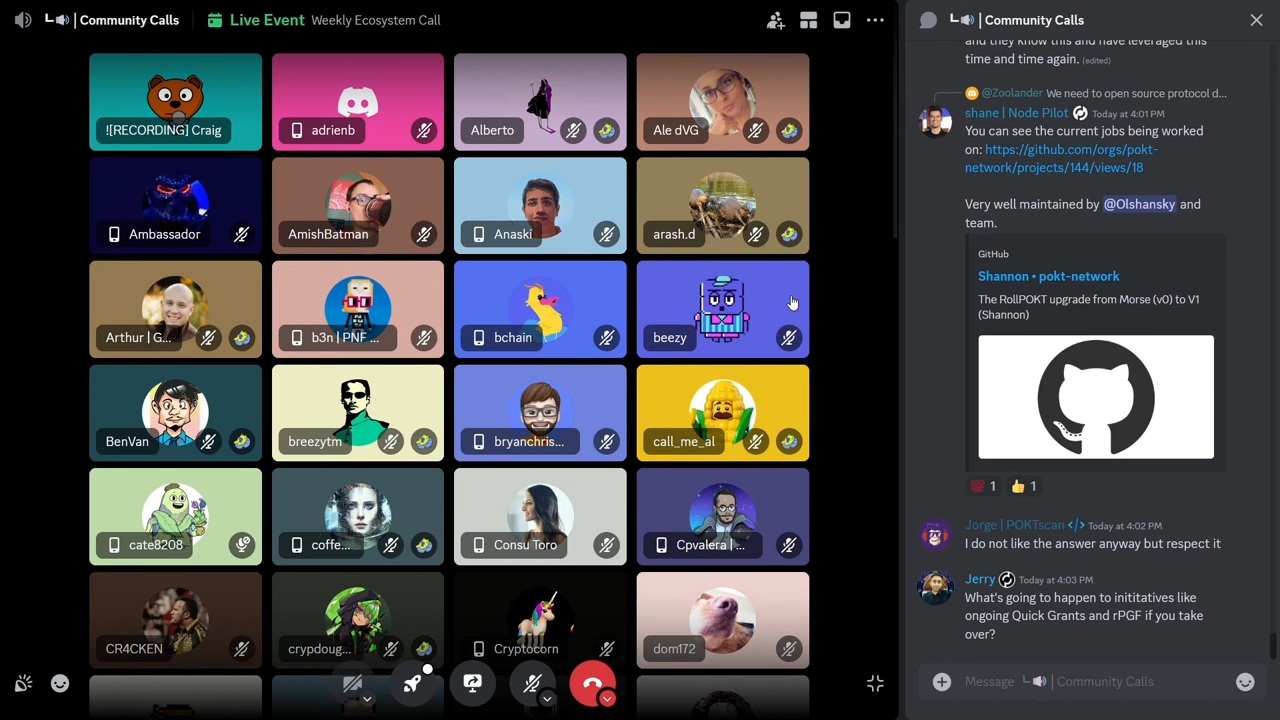 Community Calls
Live Event Weekly Ecosystem Call
![RECORDING] Craig
adrienb
Alberto
Ale dVG
Ambassador
AmishBatman
Anaski
arash.d
Arthur | G...
b3n | PNF ...
bchain
beezy
BenVan
breezytm
bryanchris...
call_me_al
cate8208
coffe...
Consu Toro
Cpvalera | ...
CR4CKEN
crypdoug...
Cryptocorn
dom172
| Community Calls
and they know this and have leveraged this
time and time again. (edited)
@Zoolander We need to open source protocol d...
shane | Node Pilot Today at 4:01 PM
You can see the current jobs being worked
on: https://github.com/orgs/pokt-
network/projects/144/views/18
Very well maintained by @Olshansky and
team.
GitHub
Shannon • pokt-network
The RollPOKT upgrade from Morse (v0) to V1
(Shannon)
💯 1 👍 1
Jorge | POKTscan </> Today at 4:02 PM
I do not like the answer anyway but respect it
Jerry Today at 4:03 PM
What's going to happen to inititatives like
ongoing Quick Grants and rPGF if you take
over?
Message | Community Calls